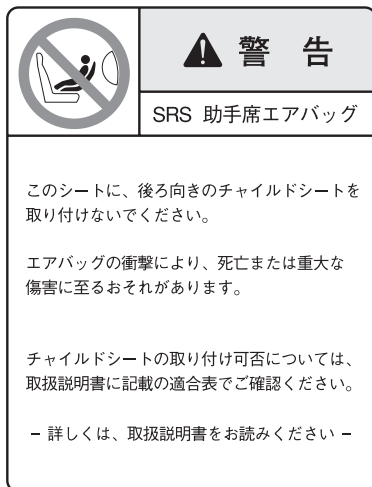 警 告
SRS 助手席エアバッグ
このシートに、後ろ向きのチャイルドシートを
取り付けないでください。
エアバッグの衝撃により、死亡または重大な
傷害に至るおそれがあります。
チャイルドシートの取り付け可否については、
取扱説明書に記載の適合表でご確認ください。
− 詳しくは、取扱説明書をお読みください −